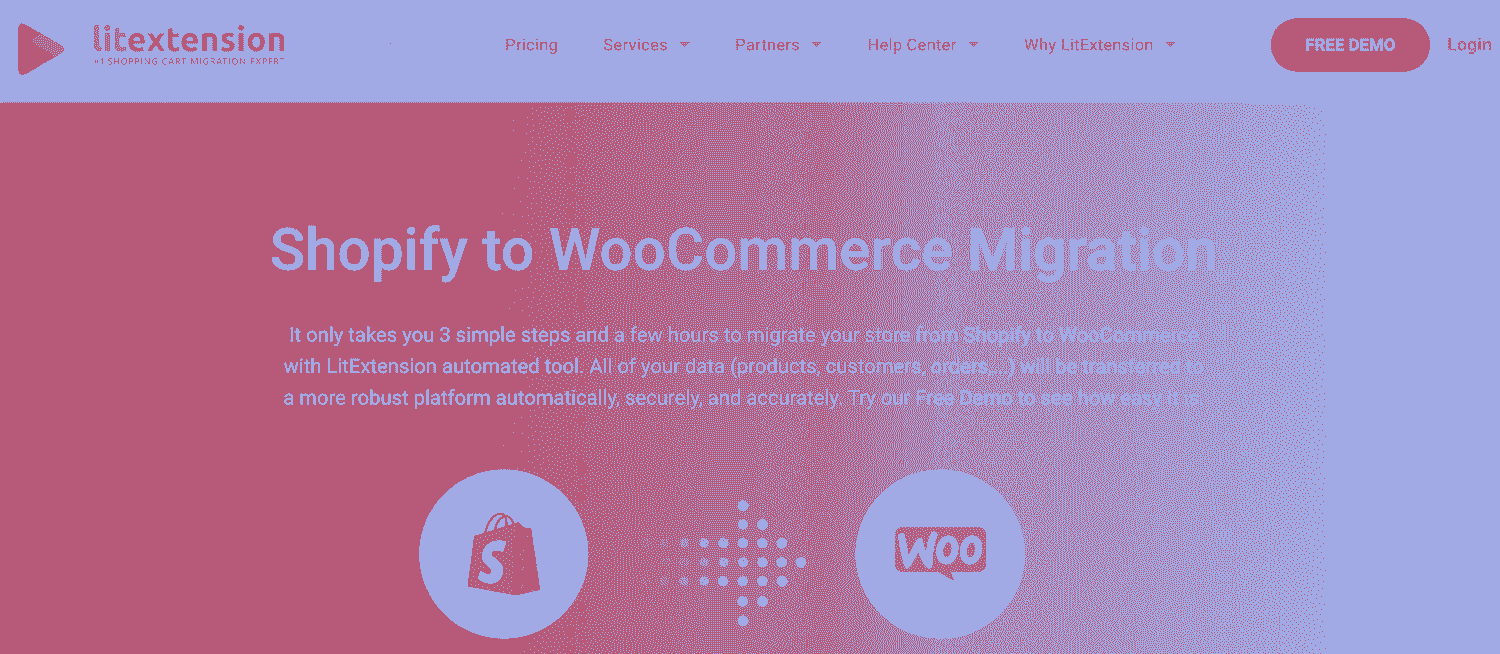 litextension
#1 SHOPPING CART MIGRATION EXPERT
Pricing
Services
Partners
Help Center
Why LitExtension
FREE DEMO
Login
Shopify to WooCommerce Migration
It only takes you 3 simple steps and a few hours to migrate your store from Shopify to WooCommerce
with LitExtension automated tool. All of your data (products, customers, orders,...) will be transferred to
a more robust platform automatically, securely, and accurately. Try our Free Demo to see how easy it is.
S
Woo